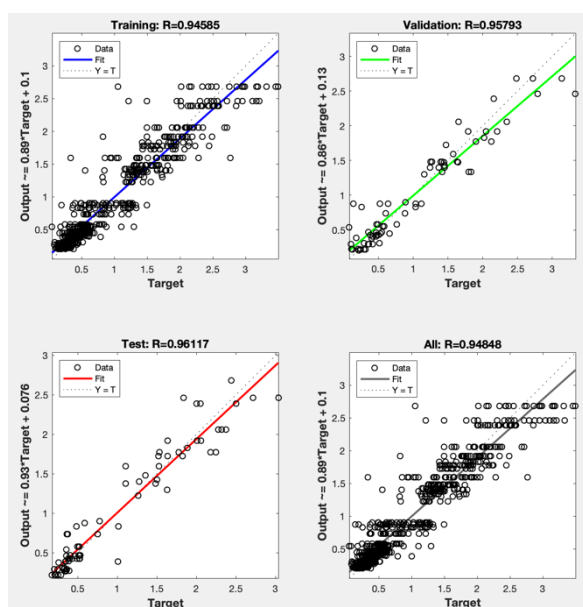 Training: R=0.94585
Output ~= 0.89*Target + 0.1
Data
Fit
Y = T
3.5
3
2.5
2
1.5
1
0.5
0.5 1 1.5 2 2.5 3
Target
Validation: R=0.95793
Output ~= 0.86*Target + 0.13
Data
Fit
Y = T
3
2.5
2
1.5
1
0.5
0.5 1 1.5 2 2.5 3
Target
Test: R=0.96117
Output ~= 0.93*Target + 0.076
Data
Fit
Y = T
3
2.5
2
1.5
1
0.5
0.5 1 1.5 2 2.5 3
Target
All: R=0.94848
Output ~= 0.89*Target + 0.1
Data
Fit
Y = T
3.5
3
2.5
2
1.5
1
0.5
0.5 1 1.5 2 2.5 3
Target